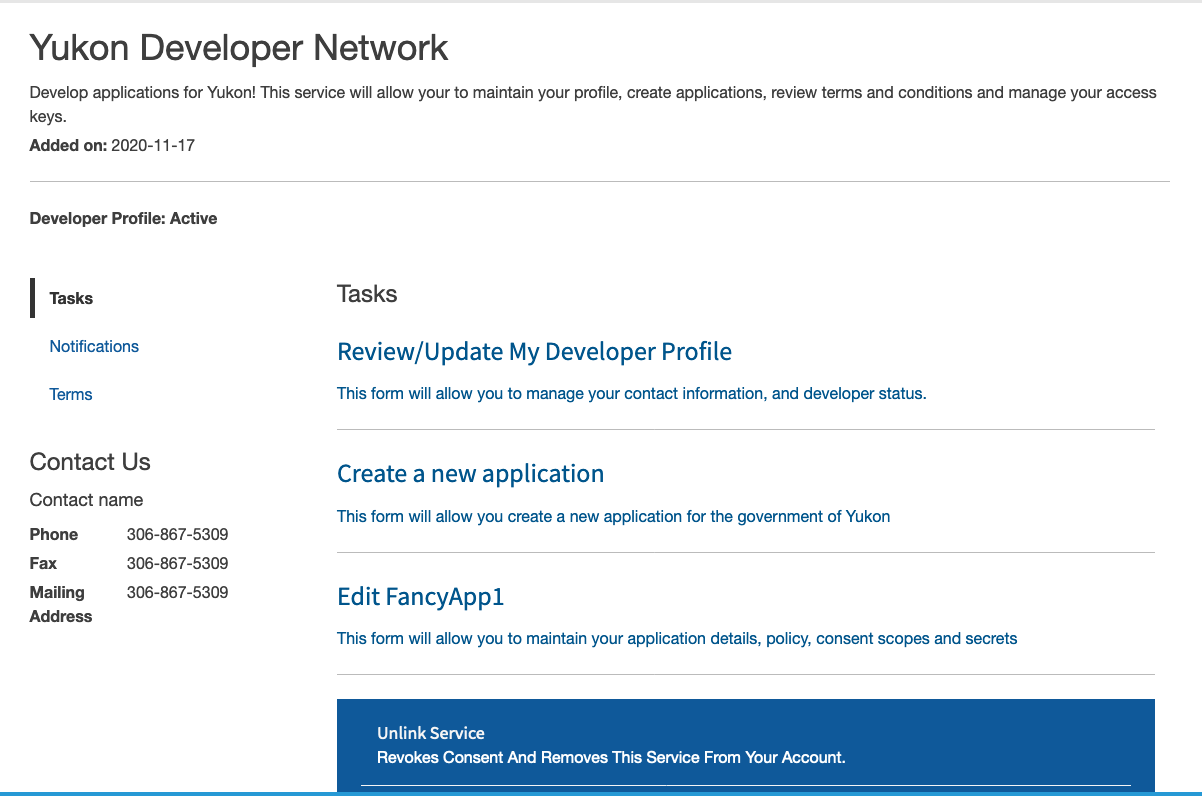 Yukon Developer Network
Develop applications for Yukon! This service will allow your to maintain your profile, create applications, review terms and conditions and manage your access
keys.
Added on: 2020-11-17
Developer Profile: Active
Tasks
Notifications
Terms
Contact Us
Contact name
Phone 306-867-5309
Fax 306-867-5309
Mailing 306-867-5309
Address
Tasks
Review/Update My Developer Profile
This form will allow you to manage your contact information, and developer status.
Create a new application
This form will allow you create a new application for the government of Yukon
Edit FancyApp1
This form will allow you to maintain your application details, policy, consent scopes and secrets
Unlink Service
Revokes Consent And Removes This Service From Your Account.